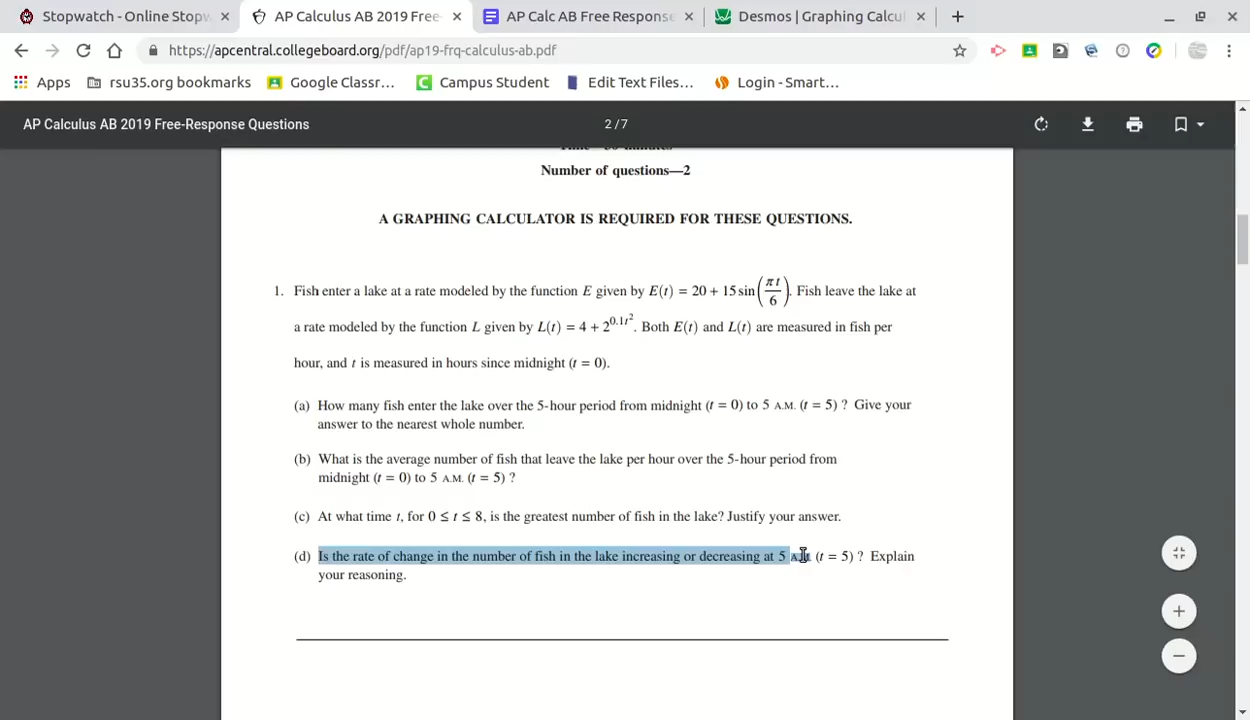 Stopwatch - Online Stopw
AP Calculus AB 2019 Free-
AP Calc AB Free Response
Desmos | Graphing Calcul
https://apcentral.collegeboard.org/pdf/ap19-frq-calculus-ab.pdf
Apps rsu35.org bookmarks Google Classr... Campus Student Edit Text Files... Login - Smart...
AP Calculus AB 2019 Free-Response Questions 2/7
Number of questions—2
A GRAPHING CALCULATOR IS REQUIRED FOR THESE QUESTIONS.
1. Fish enter a lake at a rate modeled by the function E given by E(t) = 20 + 15 sin(πt/6). Fish leave the lake at
a rate modeled by the function L given by L(t) = 4 + 2^{0.1t^2}. Both E(t) and L(t) are measured in fish per
hour, and t is measured in hours since midnight (t = 0).
(a) How many fish enter the lake over the 5-hour period from midnight (t = 0) to 5 A.M. (t = 5) ? Give your
answer to the nearest whole number.
(b) What is the average number of fish that leave the lake per hour over the 5-hour period from
midnight (t = 0) to 5 A.M. (t = 5) ?
(c) At what time t, for 0 ≤ t ≤ 8, is the greatest number of fish in the lake? Justify your answer.
(d) Is the rate of change in the number of fish in the lake increasing or decreasing at 5 A.M. (t = 5) ? Explain
your reasoning.